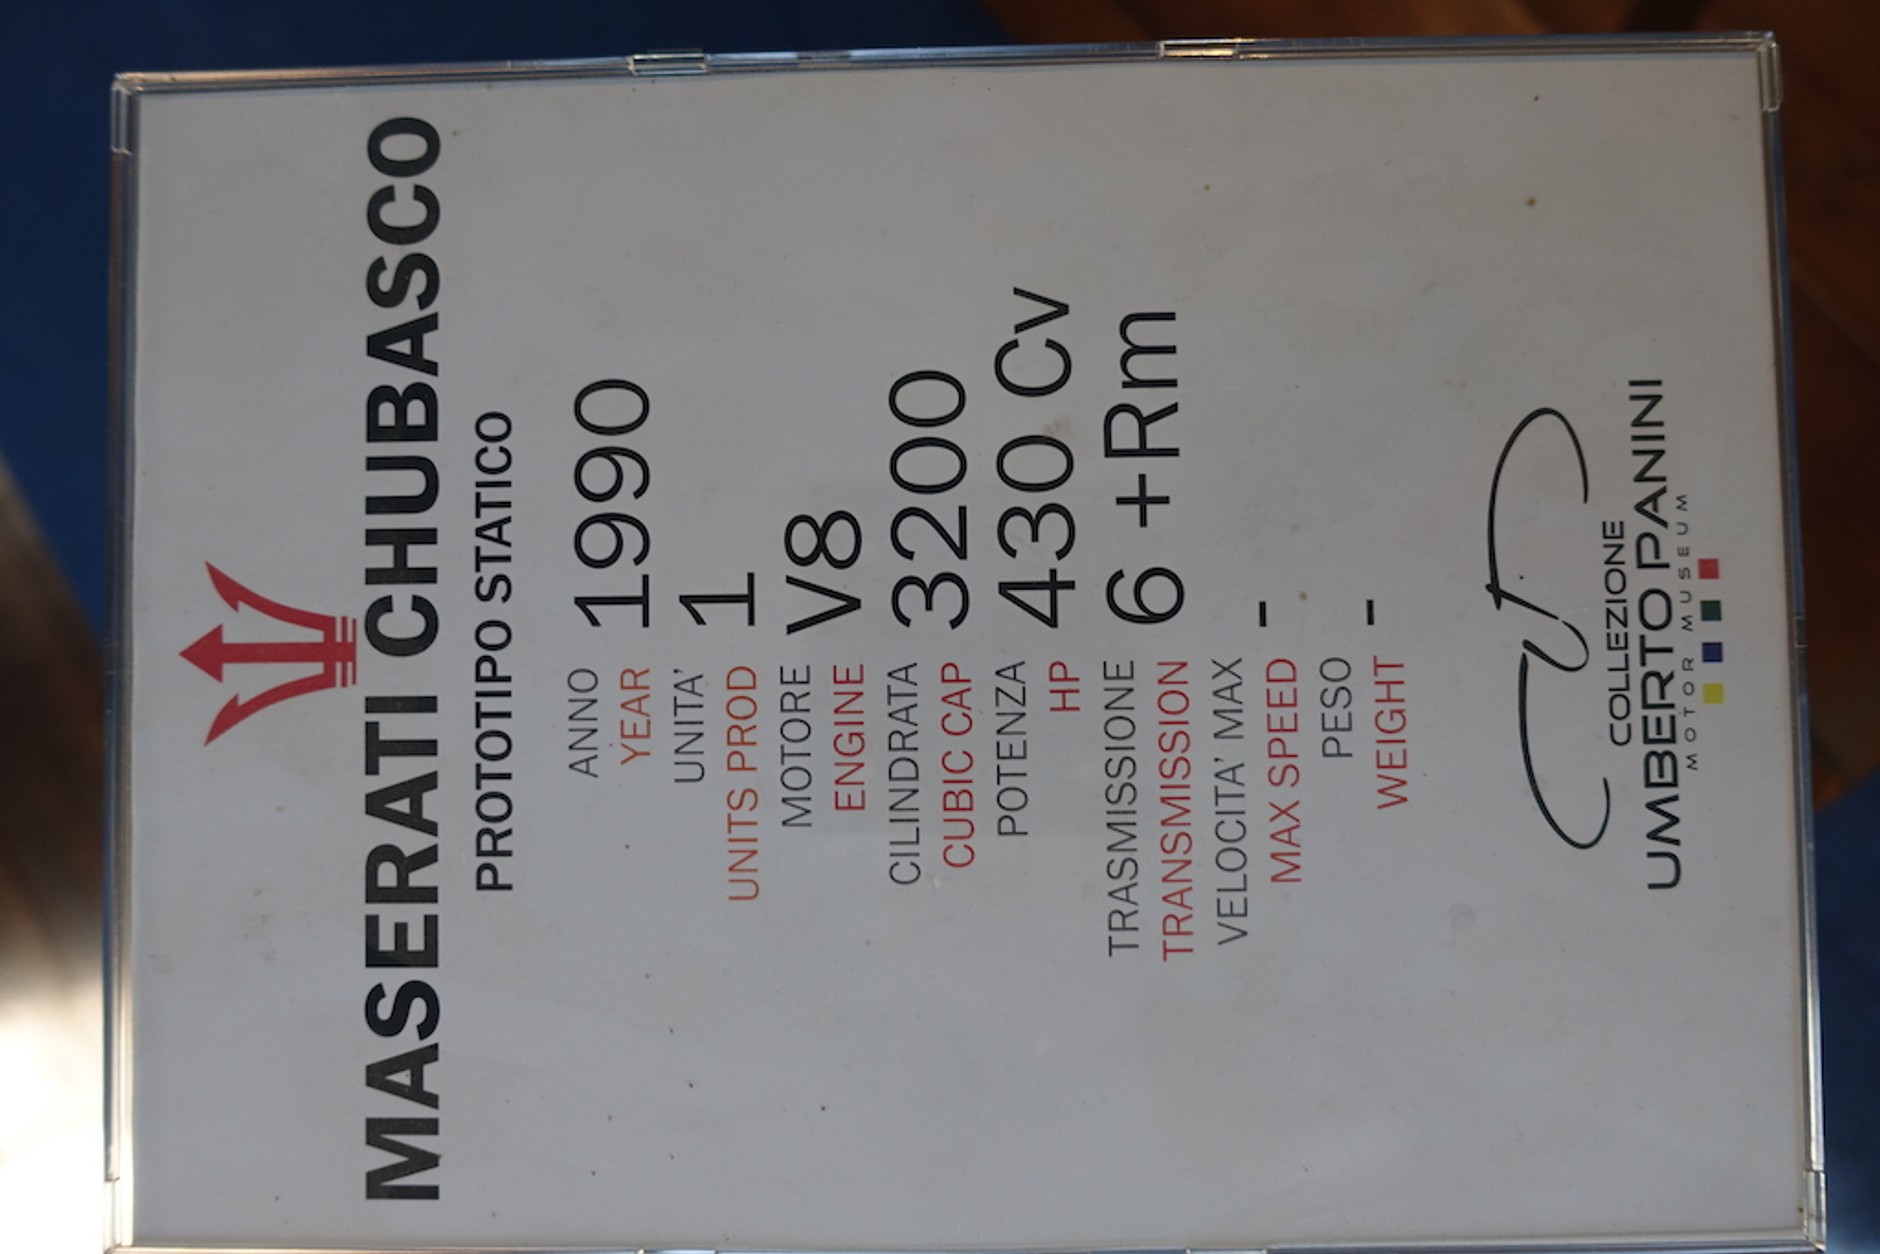 MASERATI CHUBASCO
PROTOTIPO STATICO
ANNO
YEAR 1990
UNITA'
UNITS PROD 1
MOTORE
ENGINE V8
CILINDRATA
CUBIC CAP 3200
POTENZA
HP 430 Cv
TRASMISSIONE
TRANSMISSION 6 +Rm
VELOCITA' MAX
MAX SPEED -
PESO
WEIGHT -
COLLEZIONE
UMBERTO PANINI
MOTOR MUSEUM